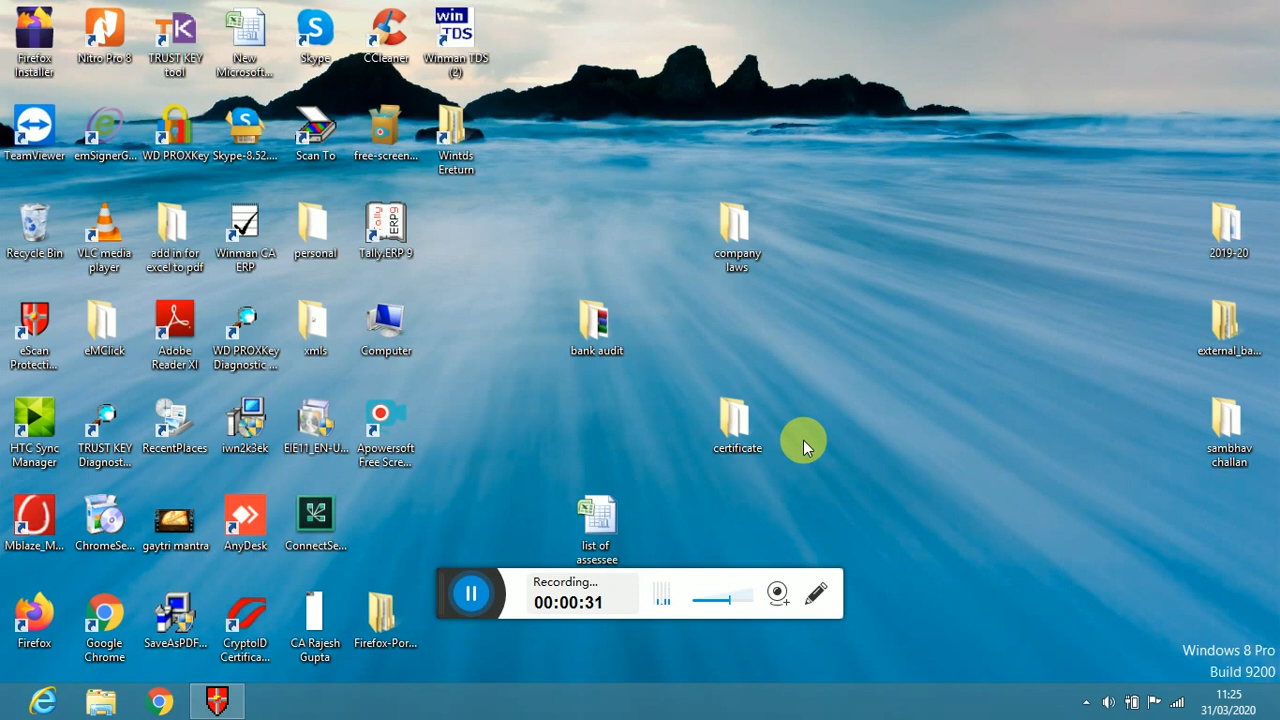 win
TDS
Firefox
Installer
Nitro Pro 8
TRUST KEY
tool
New
Microsoft...
Skype
CCleaner
Winman TDS
(2)
TeamViewer
emSignerG...
WD PROXKey
Skype-8.52....
Scan To
free-screen...
Wintds
Ereturn
Recycle Bin
VLC media
player
add in for
excel to pdf
Winman CA
ERP
personal
Tally
ERP9
Tally.ERP 9
company
laws
2019-20
eScan
Protecti...
eMClick
Adobe
Reader XI
WD PROXKey
Diagnostic ...
xmls
Computer
bank audit
external_ba...
HTC Sync
Manager
TRUST KEY
Diagnost...
RecentPlaces
iwn2k3ek
EIE11_EN-U...
Apowersoft
Free Scre...
certificate
sambhav
challan
Mblaze_M...
ChromeSe...
gaytri mantra
AnyDesk
ConnectSe...
list of
assessee
Recording...
00:00:31
Firefox
Google
Chrome
SaveAsPDF...
CryptoID
Certifica...
CA Rajesh
Gupta
Firefox-Por...
Windows 8 Pro
Build 9200
11:25
31/03/2020